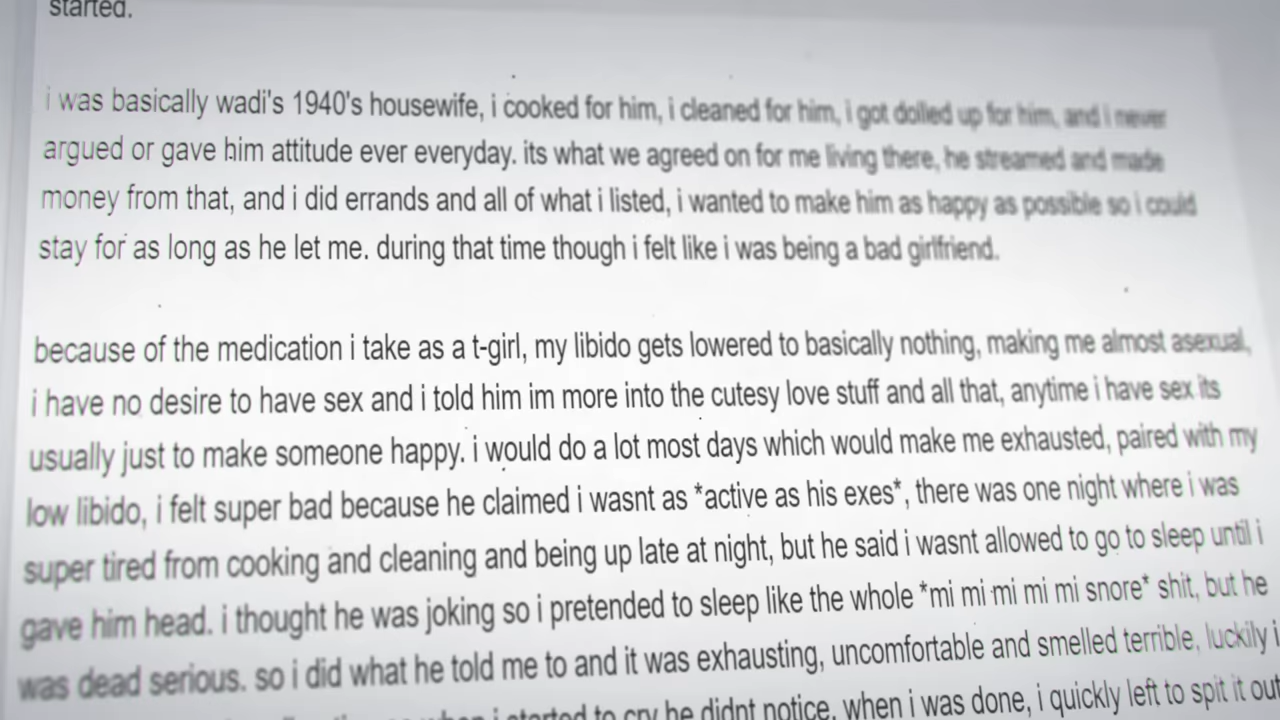 started.
i was basically wadi's 1940's housewife, i cooked for him, i cleaned for him, i got dolled up for him, and i never
argued or gave him attitude ever everyday. its what we agreed on for me living there, he streamed and made
money from that, and i did errands and all of what i listed, i wanted to make him as happy as possible so i could
stay for as long as he let me. during that time though i felt like i was being a bad girlfriend.
because of the medication i take as a t-girl, my libido gets lowered to basically nothing, making me almost asexual,
i have no desire to have sex and i told him im more into the cutesy love stuff and all that, anytime i have sex its
usually just to make someone happy. i would do a lot most days which would make me exhausted, paired with my
low libido, i felt super bad because he claimed i wasnt as *active as his exes*, there was one night where i was
super tired from cooking and cleaning and being up late at night, but he said i wasnt allowed to go to sleep until i
gave him head. i thought he was joking so i pretended to sleep like the whole *mi mi mi mi mi snore* shit, but he
was dead serious. so i did what he told me to and it was exhausting, uncomfortable and smelled terrible, luckily i
when i started to cry he didnt notice, when i was done, i quickly left to spit it out